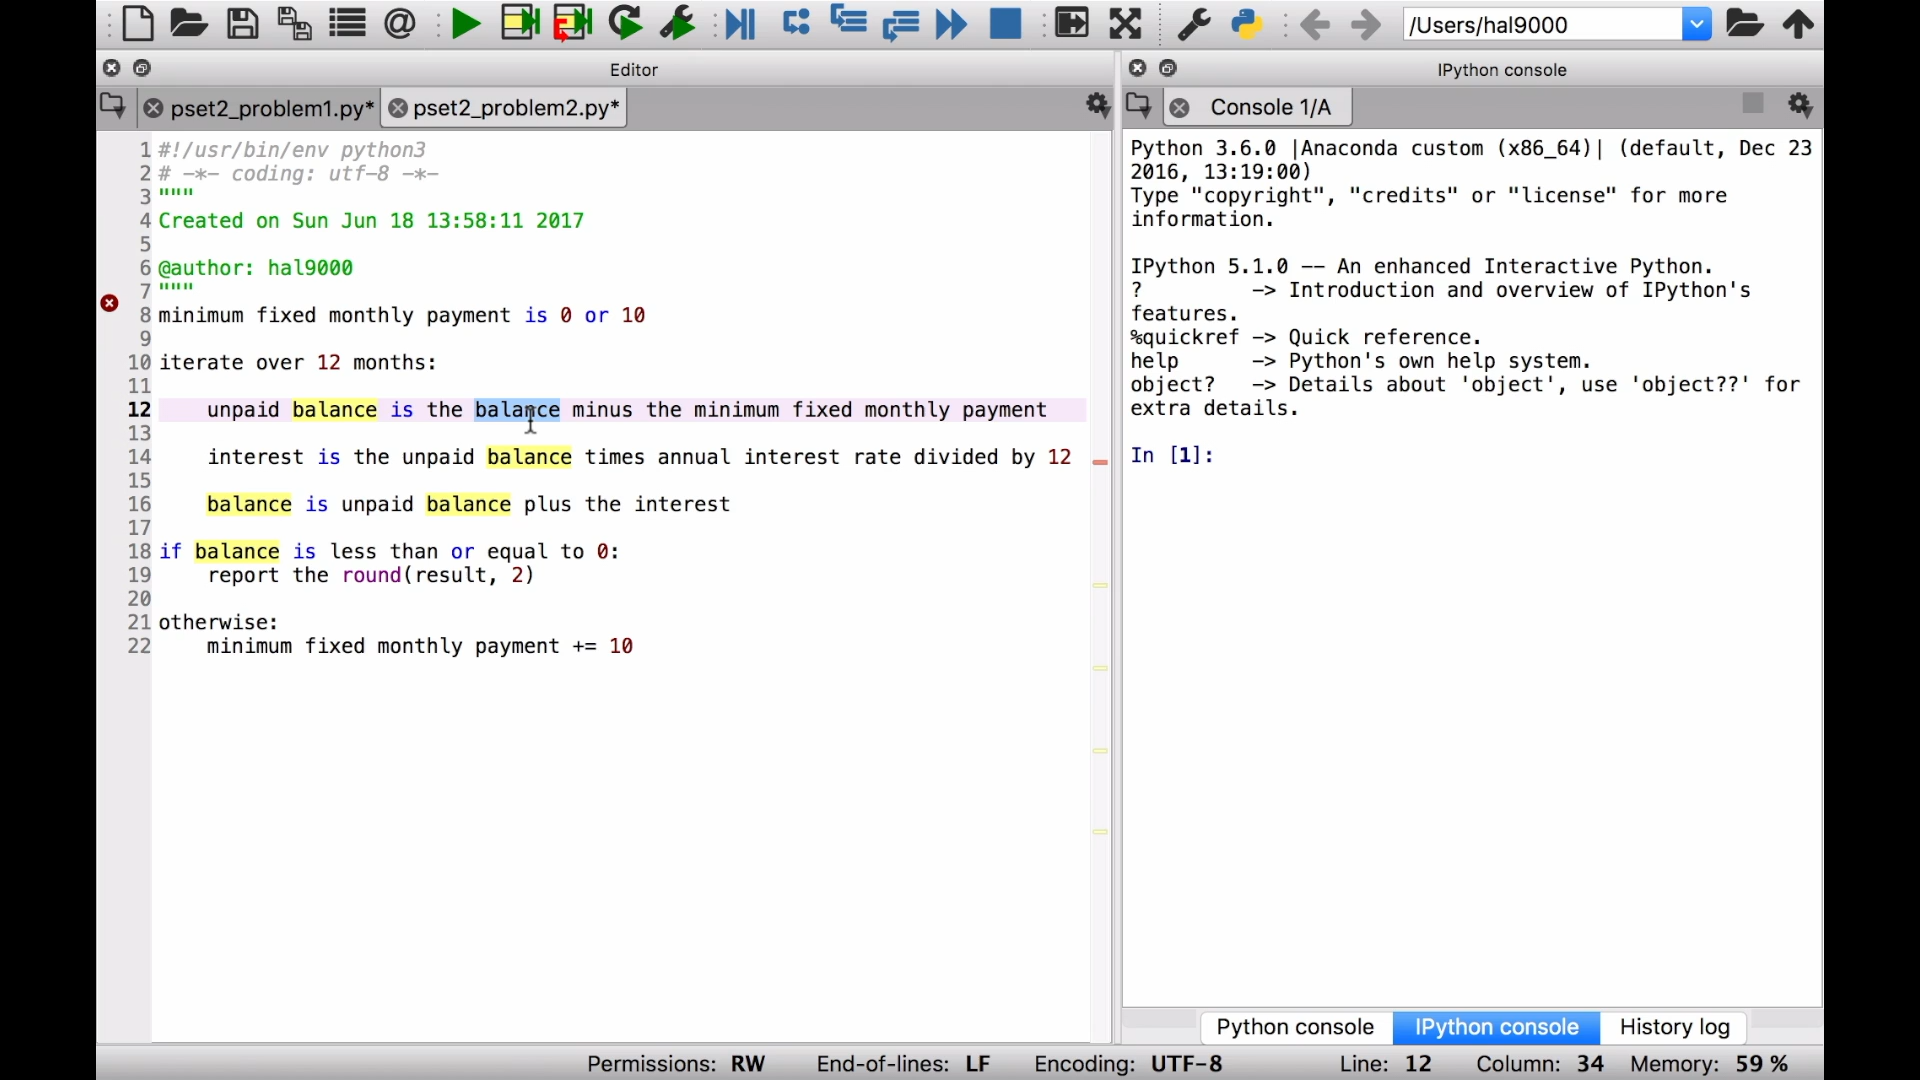 /Users/hal9000
Editor
IPython console
pset2_problem1.py*
pset2_problem2.py*
Console 1/A
1 #!/usr/bin/env python3
2 # -*- coding: utf-8 -*-
3 """
4 Created on Sun Jun 18 13:58:11 2017
5
6 @author: hal9000
7 """
8 minimum fixed monthly payment is 0 or 10
9
10 iterate over 12 months:
11
12     unpaid balance is the balance minus the minimum fixed monthly payment
13
14     interest is the unpaid balance times annual interest rate divided by 12
15
16     balance is unpaid balance plus the interest
17
18 if balance is less than or equal to 0:
19     report the round(result, 2)
20
21 otherwise:
22     minimum fixed monthly payment += 10
Python 3.6.0 |Anaconda custom (x86_64)| (default, Dec 23
2016, 13:19:00)
Type "copyright", "credits" or "license" for more
information.
IPython 5.1.0 -- An enhanced Interactive Python.
?         -> Introduction and overview of IPython's
features.
%quickref -> Quick reference.
help      -> Python's own help system.
object?   -> Details about 'object', use 'object??' for
extra details.
In [1]:
Python console
IPython console
History log
Permissions: RW
End-of-lines: LF
Encoding: UTF-8
Line: 12
Column: 34
Memory: 59 %